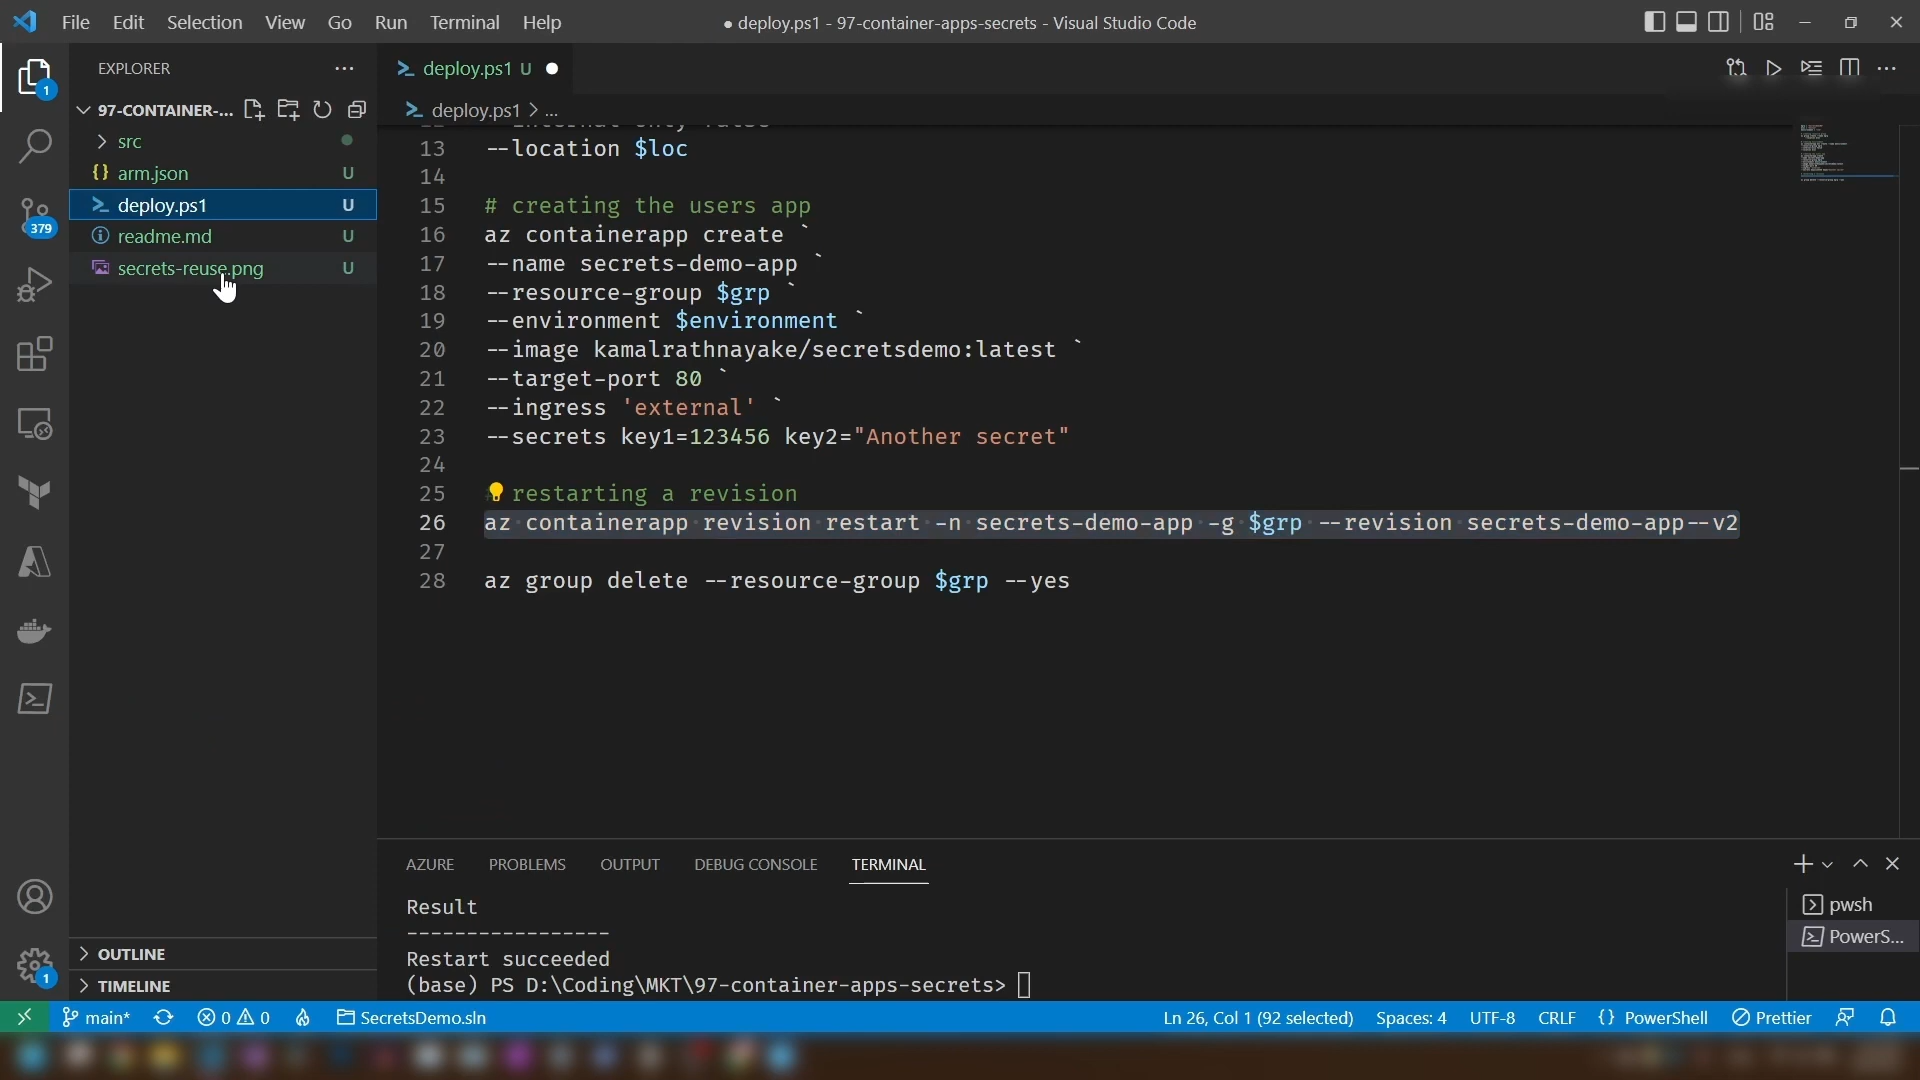 File Edit Selection View Go Run Terminal Help
● deploy.ps1 - 97-container-apps-secrets - Visual Studio Code
EXPLORER
1
97-CONTAINER-...
src
arm.json U
deploy.ps1 U
readme.md U
secrets-reuse.png U
379
OUTLINE
TIMELINE
1
deploy.ps1 U
deploy.ps1 > ...
13 --location $loc
14
15 # creating the users app
16 az containerapp create `
17 --name secrets-demo-app `
18 --resource-group $grp `
19 --environment $environment `
20 --image kamalrathnayake/secretsdemo:latest `
21 --target-port 80 `
22 --ingress 'external' `
23 --secrets key1=123456 key2="Another secret"
24
25 restarting a revision
26 az containerapp revision restart -n secrets-demo-app -g $grp --revision secrets-demo-app--v2
27
28 az group delete --resource-group $grp --yes
AZURE PROBLEMS OUTPUT DEBUG CONSOLE TERMINAL
Result
-----------------
Restart succeeded
(base) PS D:\Coding\MKT\97-container-apps-secrets>
pwsh
PowerS...
main* 0 0 SecretsDemo.sln Ln 26, Col 1 (92 selected) Spaces: 4 UTF-8 CRLF {} PowerShell Prettier